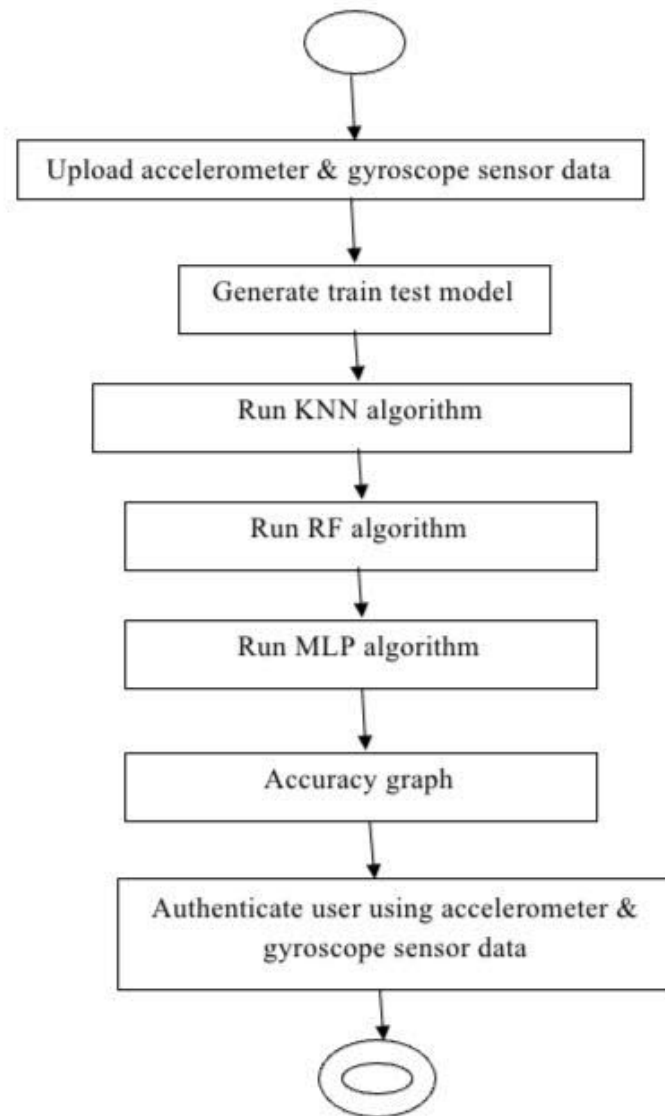 Upload accelerometer & gyroscope sensor data
Generate train test model
Run KNN algorithm
Run RF algorithm
Run MLP algorithm
Accuracy graph
Authenticate user using accelerometer &
gyroscope sensor data